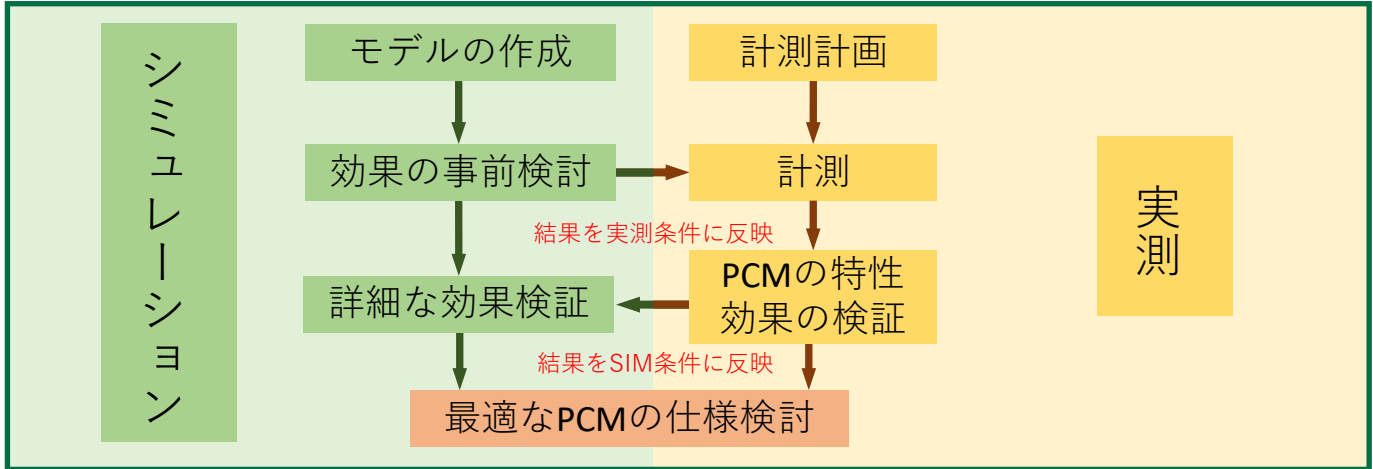 シミュレーション
モデルの作成
計測計画
効果の事前検討
計測
結果を実測条件に反映
実測
詳細な効果検証
PCMの特性
効果の検証
結果をSIM条件に反映
最適なPCMの仕様検討